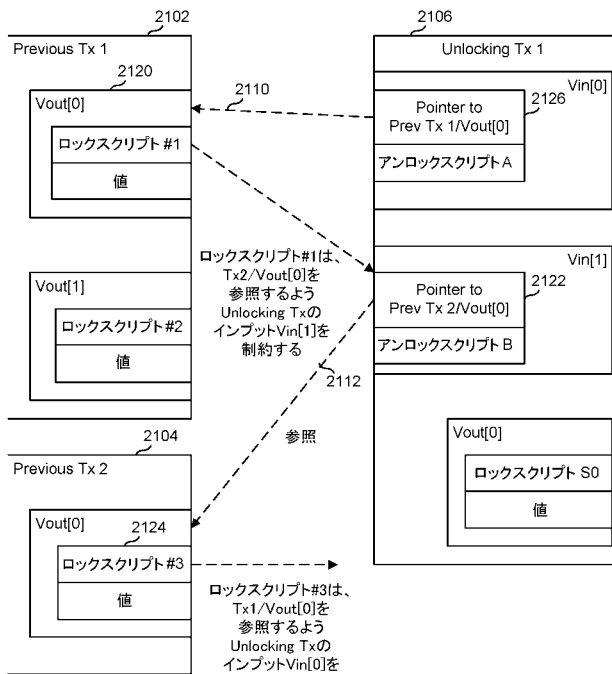 2102
Previous Tx 1
2120
Vout[0]
ロックスクリプト#1
値
Vout[1]
ロックスクリプト#2
値
2110
ロックスクリプト#1は、
Tx2/Vout[0]を
参照するよう
Unlocking Txの
インプットVin[1]を
制約する
2112
参照
2106
Unlocking Tx 1
Vin[0]
Pointer to
Prev Tx 1/Vout[0]
アンロックスクリプトA
2126
Vin[1]
Pointer to
Prev Tx 2/Vout[0]
アンロックスクリプトB
2122
Vout[0]
ロックスクリプト S0
値
2104
Previous Tx 2
Vout[0]
2124
ロックスクリプト#3
値
ロックスクリプト#3は、
Tx1/Vout[0]を
参照するよう
Unlocking Txの
インプットVin[0]を